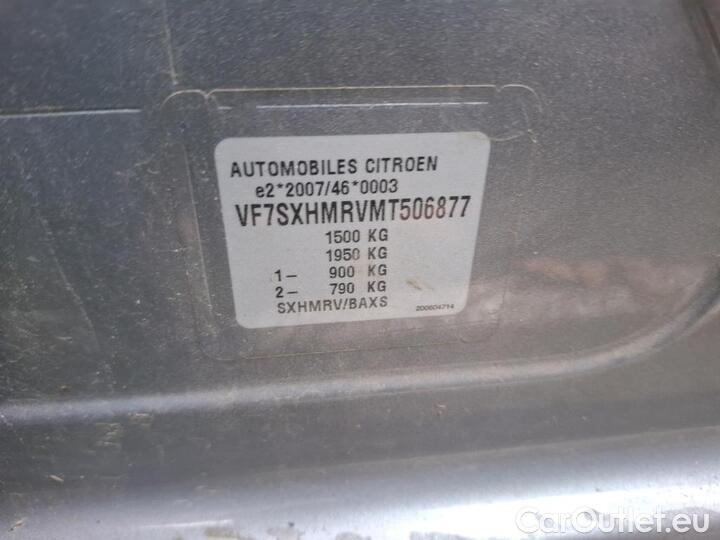 AUTOMOBILES CITROEN
e2*2007/46*0003
VF7SXHMRVMT506877
1500 KG
1950 KG
1- 900 KG
2- 790 KG
SXHMRV/BAXS
200604714
CarOutlet.eu